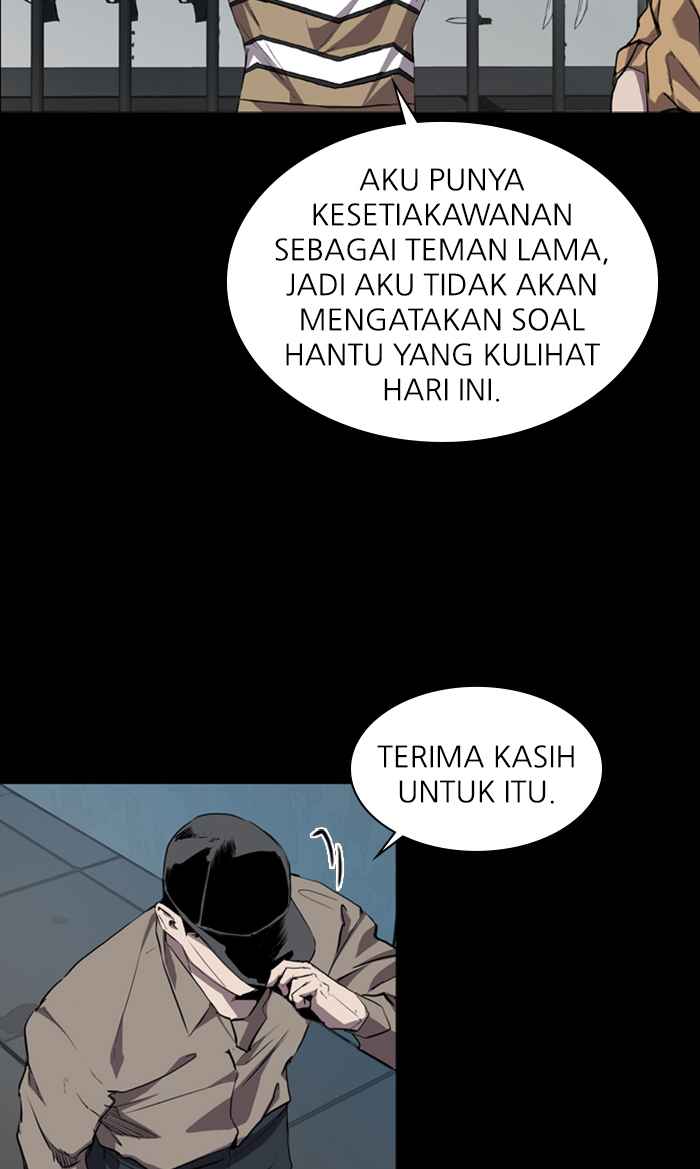 AKU PUNYA
KESETIAKAWANAN
SEBAGAI TEMAN LAMA,
JADI AKU TIDAK AKAN
MENGATAKAN SOAL
HANTU YANG KULIHAT
HARI INI.
TERIMA KASIH
UNTUK ITU.